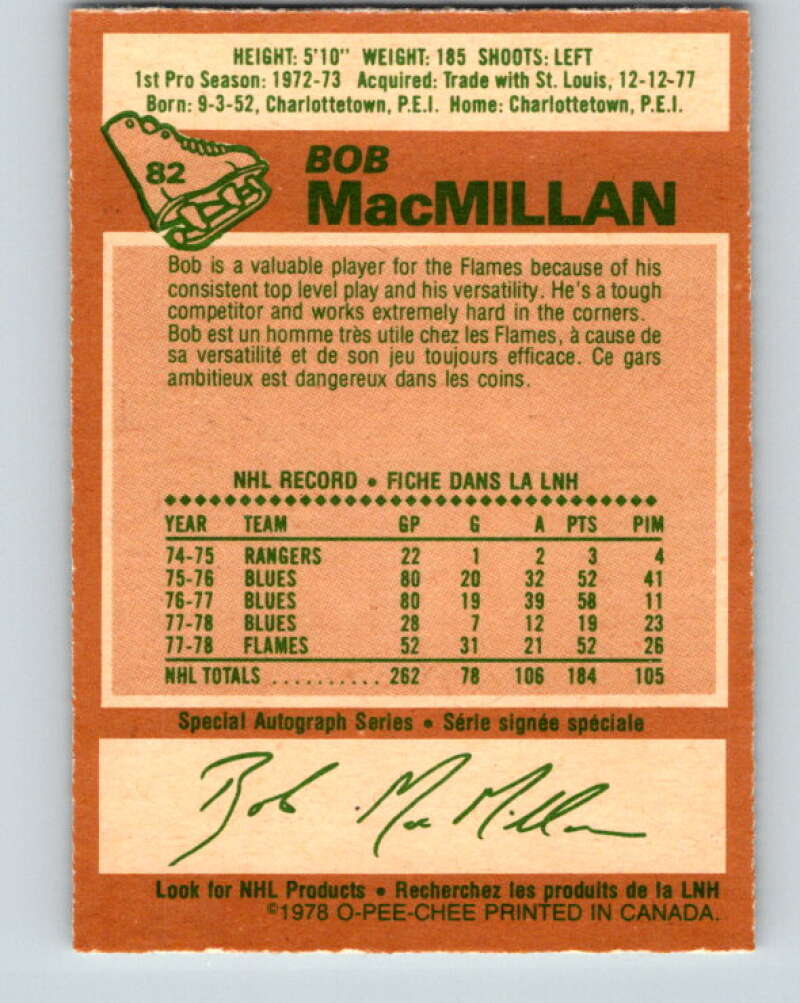 HEIGHT: 5'10" WEIGHT: 185 SHOOTS: LEFT
1st Pro Season: 1972-73 Acquired: Trade with St. Louis, 12-12-77
Born: 9-3-52, Charlottetown, P.E.I. Home: Charlottetown, P.E.I.
82
BOB
MacMILLAN
Bob is a valuable player for the Flames because of his
consistent top level play and his versatility. He's a tough
competitor and works extremely hard in the corners.
Bob est un homme très utile chez les Flames, à cause de
sa versatilité et de son jeu toujours efficace. Ce gars
ambitieux est dangereux dans les coins.
NHL RECORD • FICHE DANS LA LNH
YEAR TEAM GP G A PTS PIM
74-75 RANGERS 22 1 2 3 4
75-76 BLUES 80 20 32 52 41
76-77 BLUES 80 19 39 58 11
77-78 BLUES 28 7 12 19 23
77-78 FLAMES 52 31 21 52 26
NHL TOTALS .......... 262 78 106 184 105
Special Autograph Series • Série signée spéciale
Bob MacMillan
Look for NHL Products • Recherchez les produits de la LNH
©1978 O-PEE-CHEE PRINTED IN CANADA.